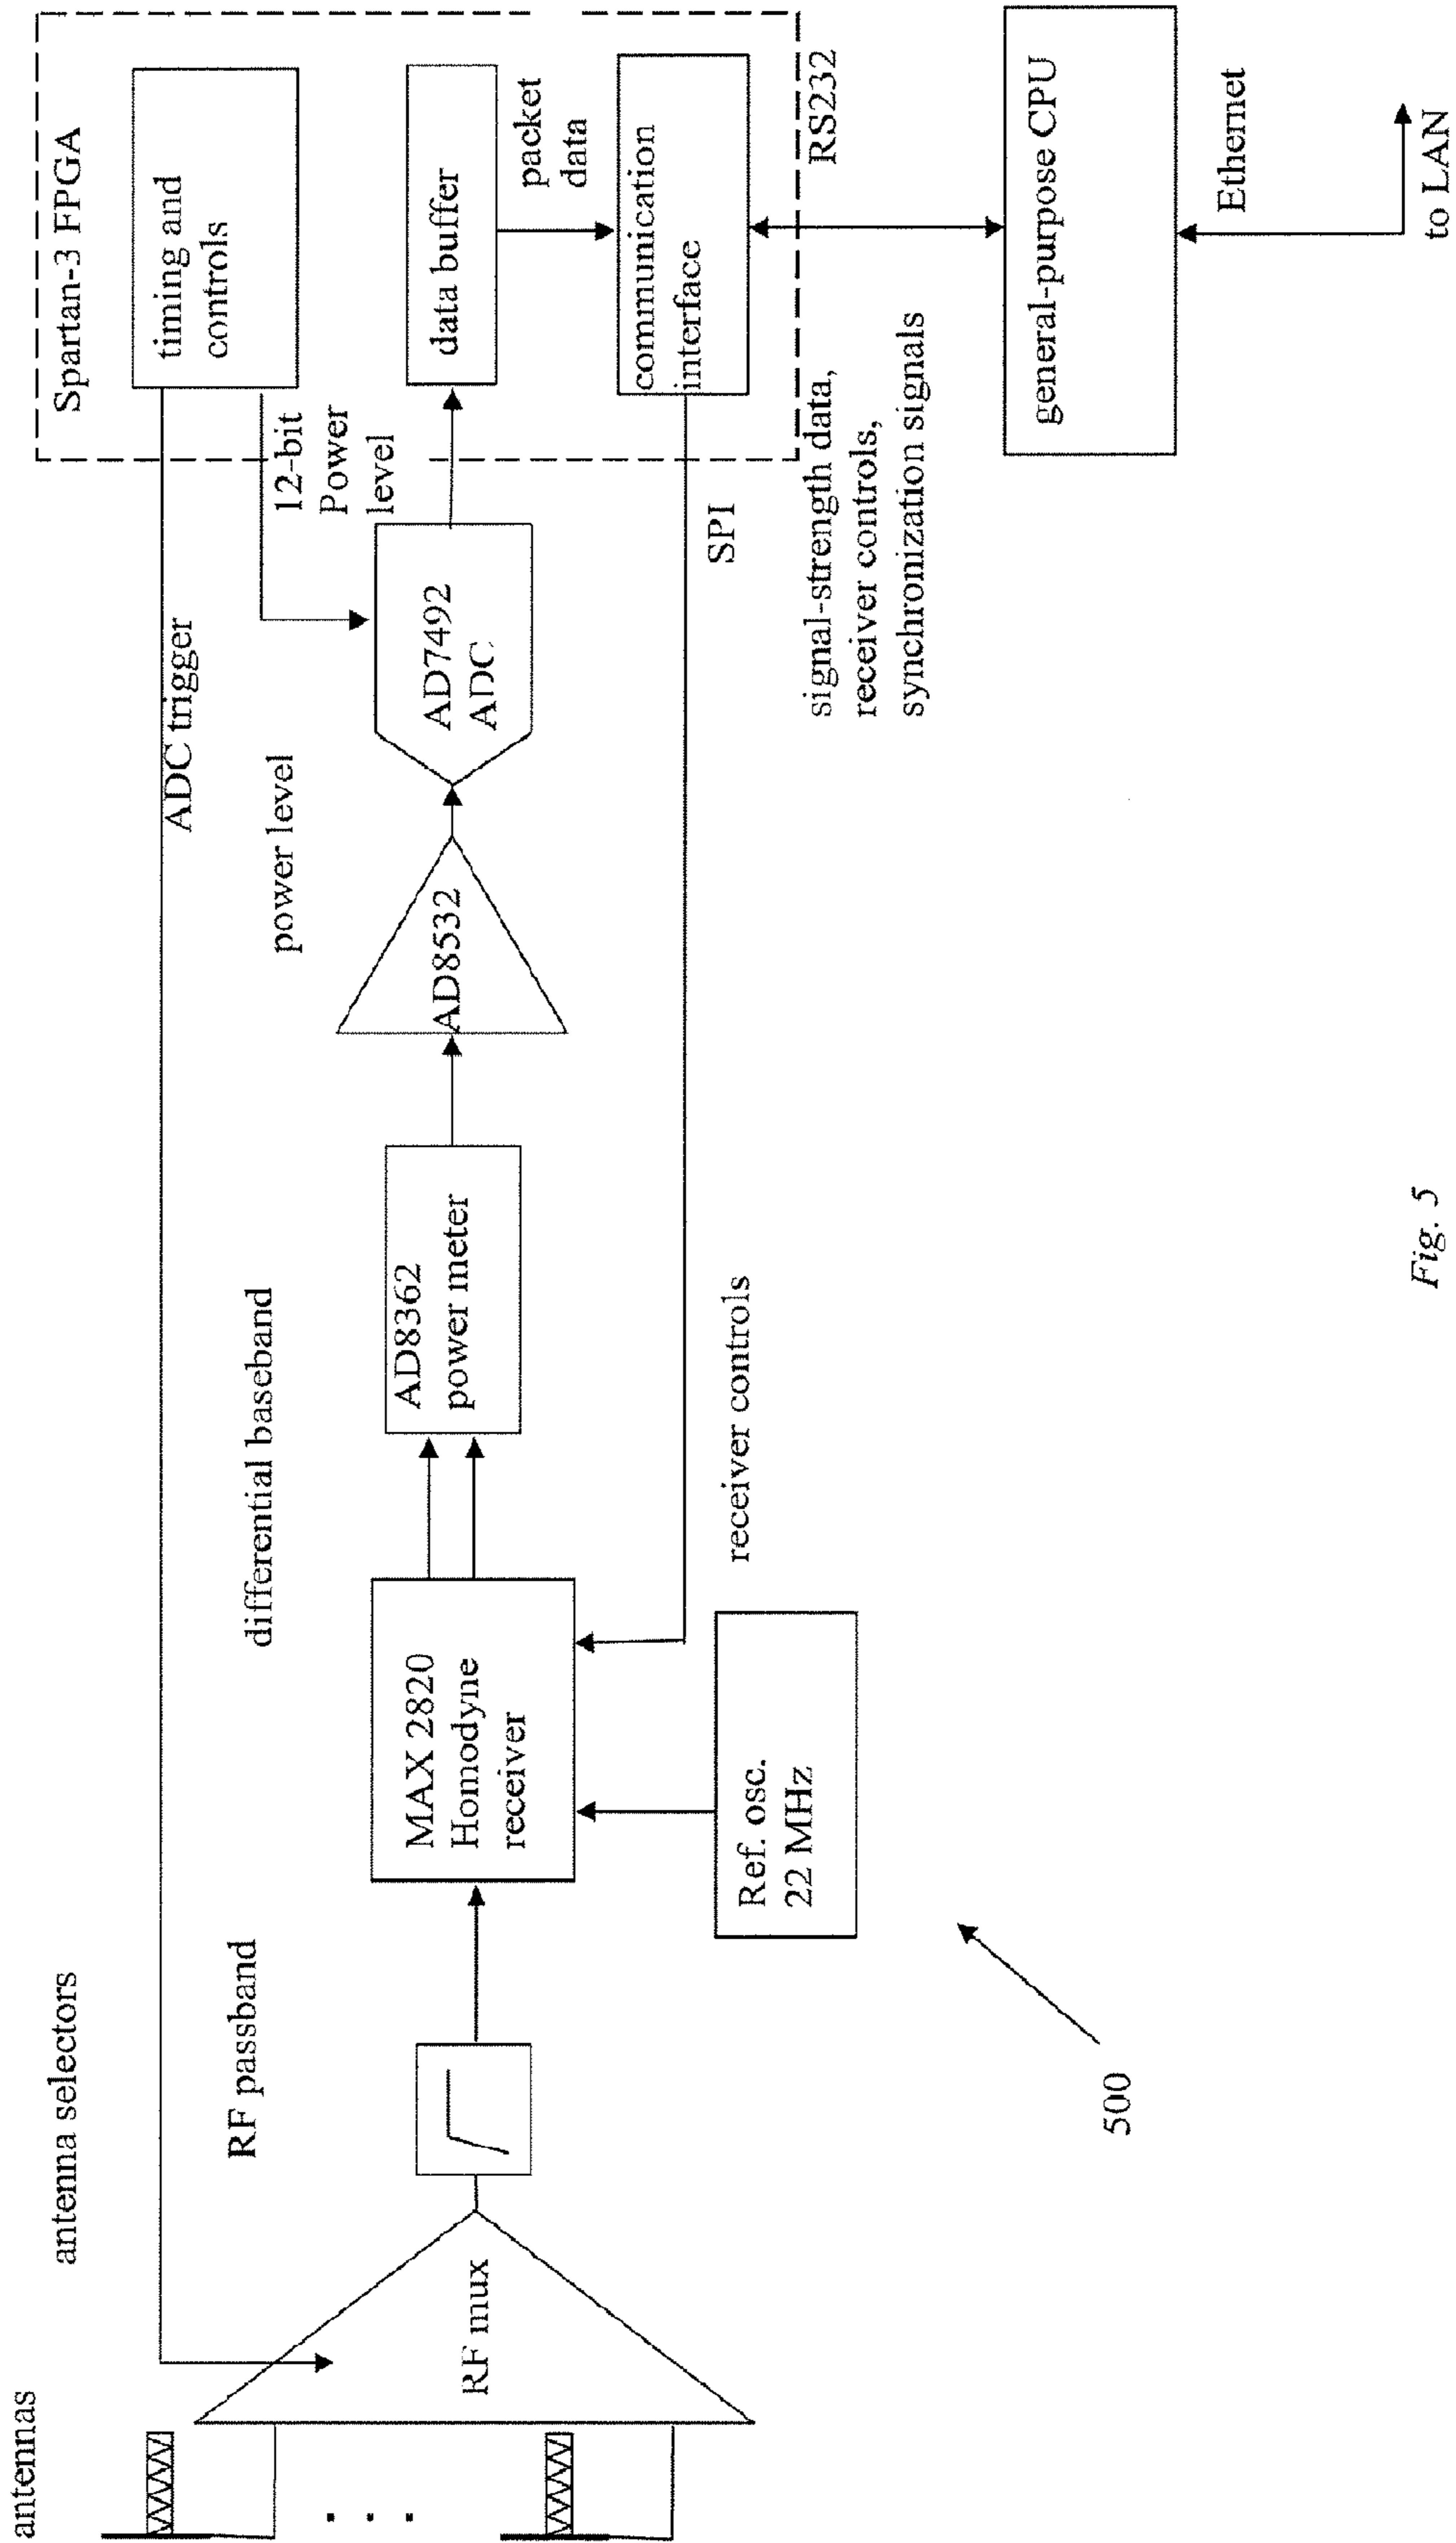 antennas
antenna selectors
RF mux
RF passband
MAX 2820
Homodyne
receiver
Ref. osc.
22 MHz
differential baseband
AD8362
power meter
receiver controls
AD8532
power level
ADC trigger
AD7492
ADC
12-bit
Power
level
SPI
Spartan-3 FPGA
timing and
controls
data buffer
packet
data
communication
interface
RS232
signal-strength data,
receiver controls,
synchronization signals
general-purpose CPU
Ethernet
to LAN
500
Fig. 5